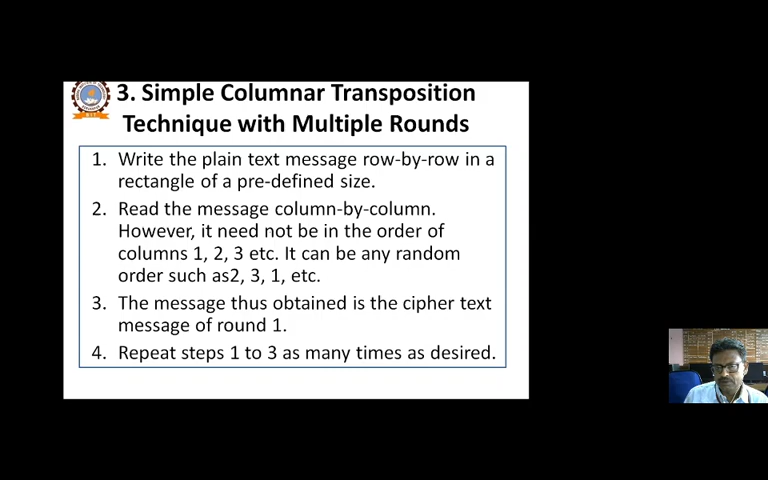 3. Simple Columnar Transposition
Technique with Multiple Rounds
1. Write the plain text message row-by-row in a
rectangle of a pre-defined size.
2. Read the message column-by-column.
However, it need not be in the order of
columns 1, 2, 3 etc. It can be any random
order such as2, 3, 1, etc.
3. The message thus obtained is the cipher text
message of round 1.
4. Repeat steps 1 to 3 as many times as desired.